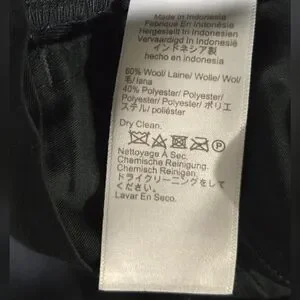 Made in Indonesia
Fabriqué En Indonésie
Hergestellt In Indonesien
Vervaardigd In Indonesië
インドネシア製
hecho en indonesia
60% Wool/ Laine/ Wolle/ Wol/
毛/lana
40% Polyester/ Polyester/
Polyester/ Polyester/ ポリエ
ステル/ poliéster
Dry Clean.
P
Nettoyage À Sec.
Chemische Reinigung.
Chemisch Reinigen.
ドライクリーニングをして
ください。
Lavar En Seco.